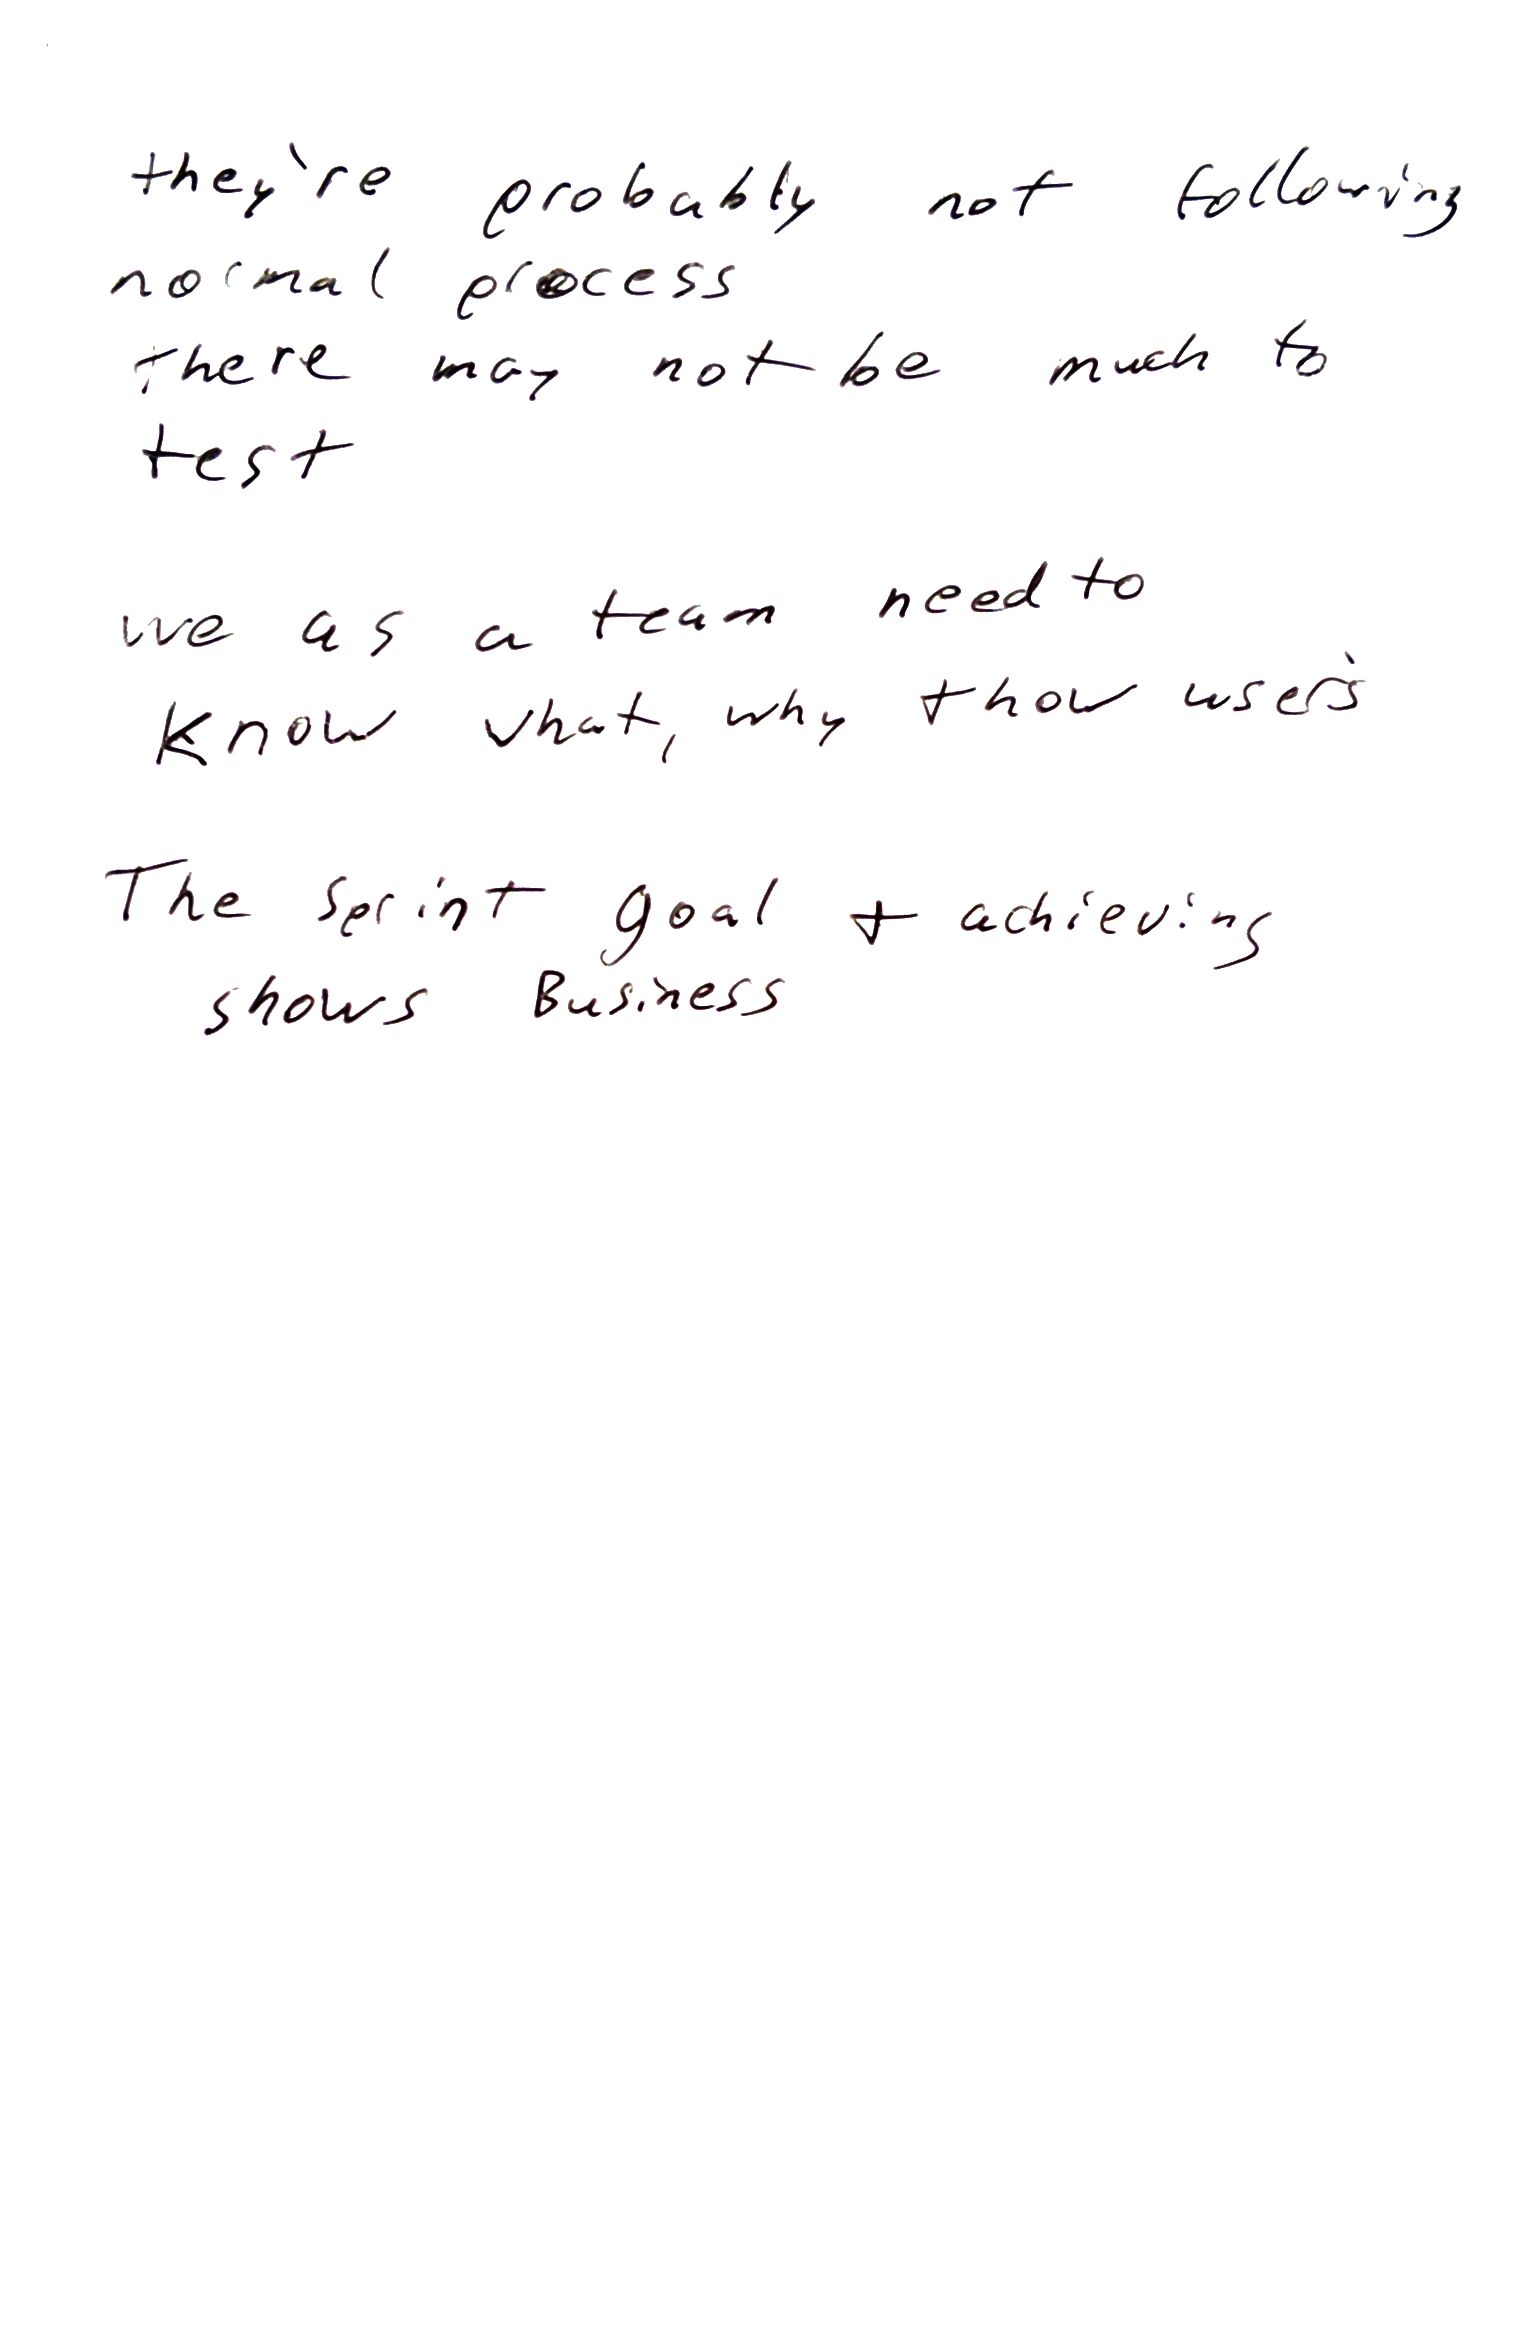 they're probably not following
normal process
There may not be much to
test
we as a team need to
know what, why + how user's
The sprint goal + achieving
shows Business